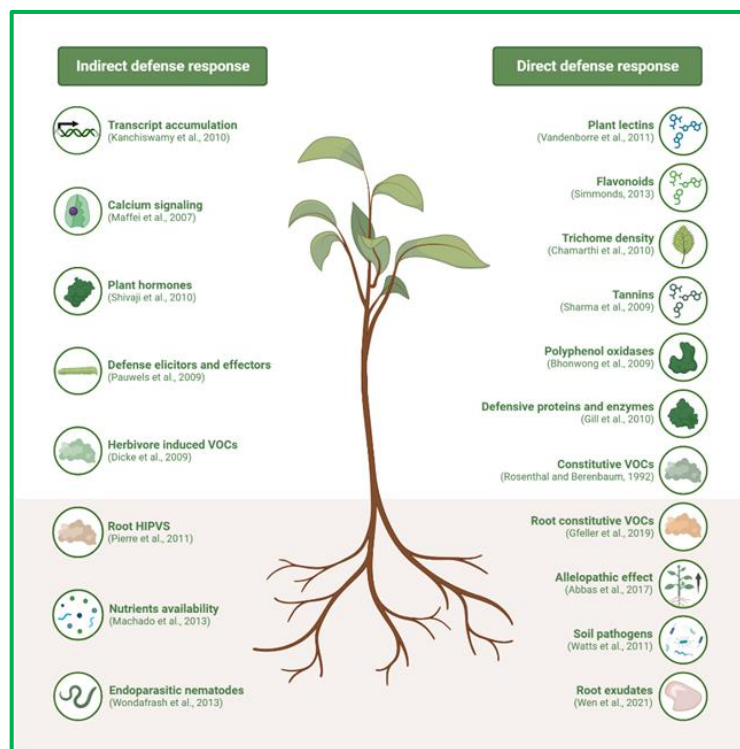 Indirect defense response
Transcript accumulation
(Kanchiswamy et al., 2010)
Calcium signaling
(Maffei et al., 2007)
Plant hormones
(Shivaji et al., 2010)
Defense elicitors and effectors
(Pauwels et al., 2009)
Herbivore induced VOCs
(Dicke et al., 2009)
Root HIPVS
(Pierre et al., 2011)
Nutrients availability
(Machado et al., 2013)
Endoparasitic nematodes
(Wondafrash et al., 2013)
Direct defense response
Plant lectins
(Vandenborre et al., 2011)
Flavonoids
(Simmonds, 2013)
Trichome density
(Chamarthi et al., 2010)
Tannins
(Sharma et al., 2009)
Polyphenol oxidases
(Bhonwong et al., 2009)
Defensive proteins and enzymes
(Gill et al., 2010)
Constitutive VOCs
(Rosenthal and Berenbaum, 1992)
Root constitutive VOCs
(Gfeller et al., 2019)
Allelopathic effect
(Abbas et al., 2017)
Soil pathogens
(Watts et al., 2011)
Root exudates
(Wen et al., 2021)